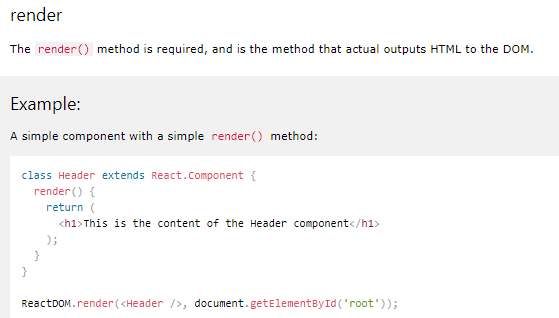 render
The render() method is required, and is the method that actual outputs HTML to the DOM.
Example:
A simple component with a simple render() method:
class Header extends React.Component {
  render() {
    return (
      <h1>This is the content of the Header component</h1>
    );
  }
}
ReactDOM.render(<Header />, document.getElementById('root'));